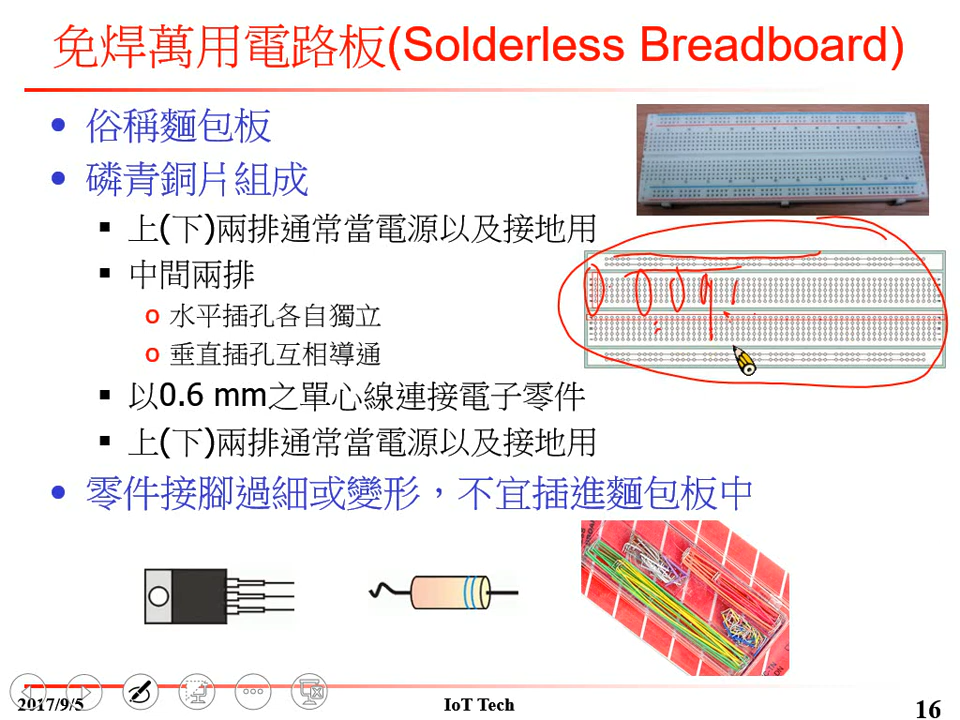 免焊萬用電路板(Solderless Breadboard)
俗稱麵包板
磷青銅片組成
上(下)兩排通常當電源以及接地用
中間兩排
水平插孔各自獨立
垂直插孔互相導通
以0.6 mm之單心線連接電子零件
上(下)兩排通常當電源以及接地用
零件接腳過細或變形，不宜插進麵包板中
2017/9/5
IoT Tech
16